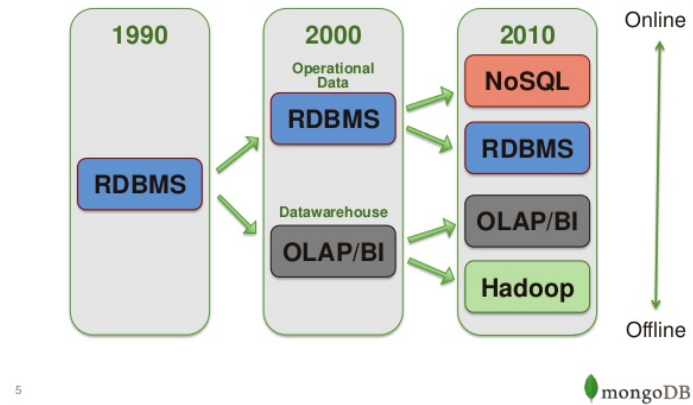 1990
RDBMS
2000
Operational
Data
RDBMS
Datawarehouse
OLAP/BI
2010
NoSQL
RDBMS
OLAP/BI
Hadoop
Online
Offline
5
mongoDB